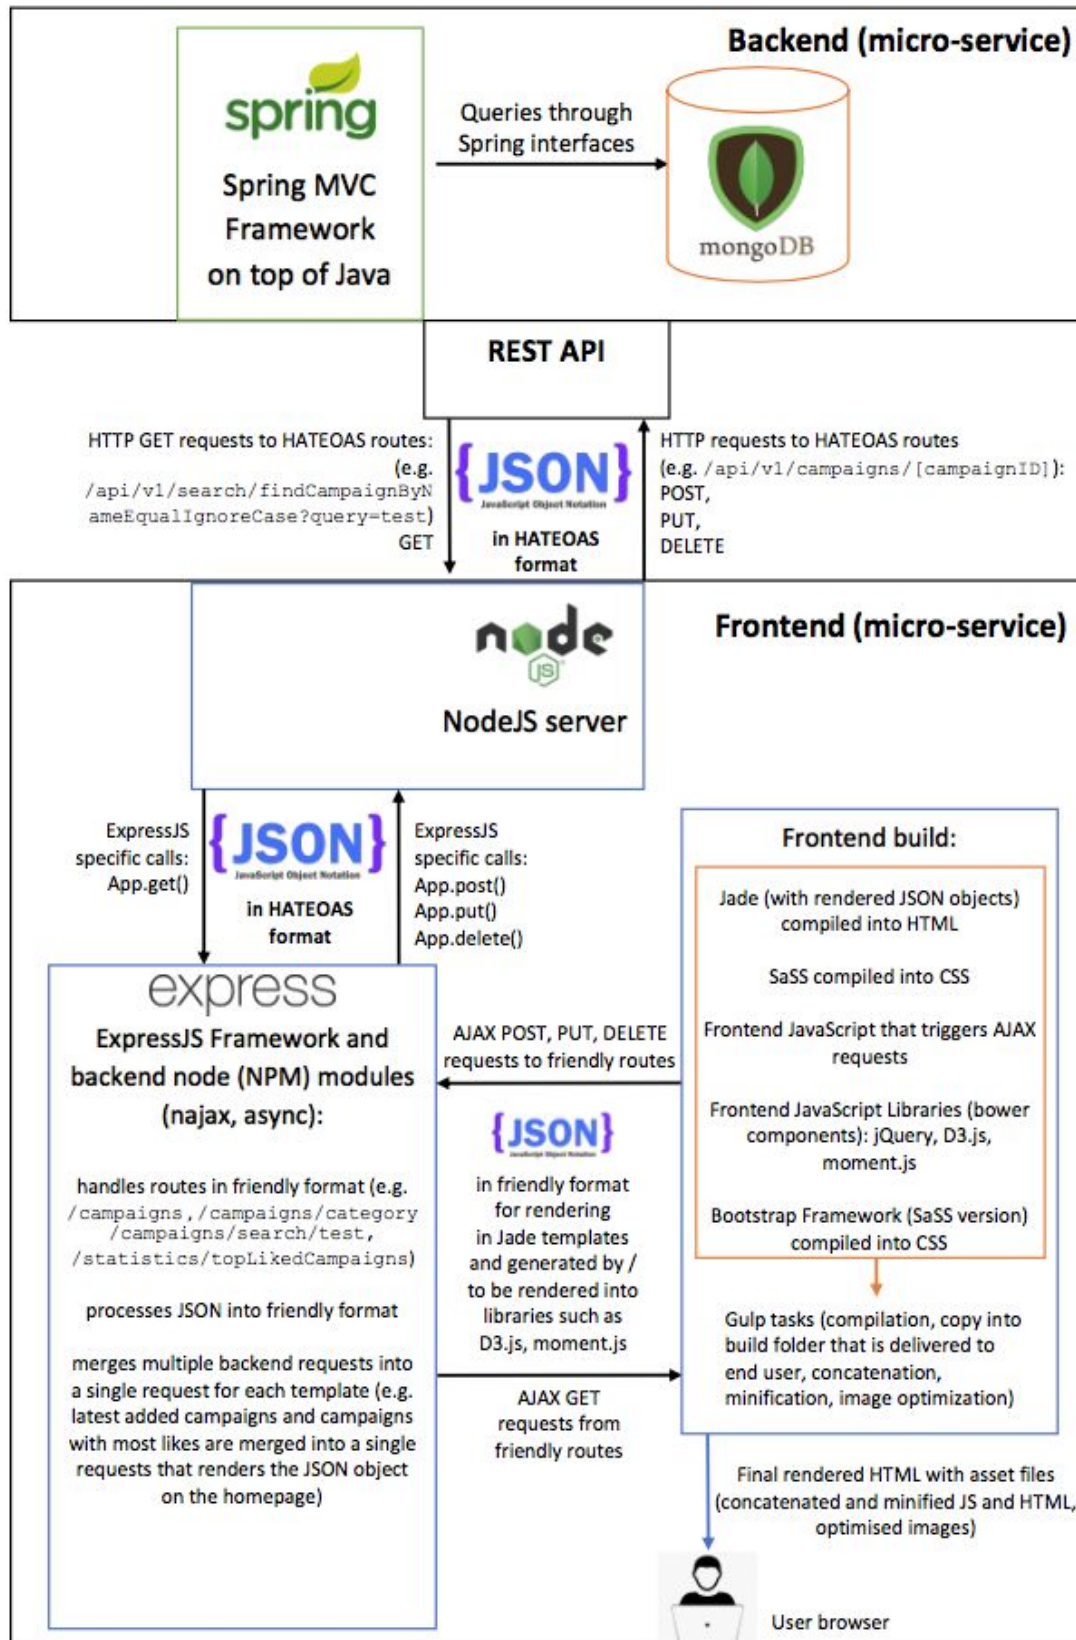 Backend (micro-service)
spring
Spring MVC
Framework
on top of Java
Queries through
Spring interfaces
mongoDB
REST API
HTTP GET requests to HATEOAS routes:
(e.g.
/api/v1/search/findCampaignByN
ameEqualIgnoreCase?query=test)
GET
{JSON}
JavaScript Object Notation
in HATEOAS
format
HTTP requests to HATEOAS routes
(e.g. /api/v1/campaigns/[campaignID]):
POST,
PUT,
DELETE
Frontend (micro-service)
node
JS
NodeJS server
ExpressJS
specific calls:
App.get()
{JSON}
JavaScript Object Notation
in HATEOAS
format
ExpressJS
specific calls:
App.post()
App.put()
App.delete()
express
ExpressJS Framework and
backend node (NPM) modules
(najax, async):
handles routes in friendly format (e.g.
/campaigns,/campaigns/category
/campaigns/search/test,
/statistics/topLikedCampaigns)
processes JSON into friendly format
merges multiple backend requests into
a single request for each template (e.g.
latest added campaigns and campaigns
with most likes are merged into a single
requests that renders the JSON object
on the homepage)
AJAX POST, PUT, DELETE
requests to friendly routes
{JSON}
JavaScript Object Notation
in friendly format
for rendering
in Jade templates
and generated by /
to be rendered into
libraries such as
D3.js, moment.js
AJAX GET
requests from
friendly routes
Frontend build:
Jade (with rendered JSON objects)
compiled into HTML
SaSS compiled into CSS
Frontend JavaScript that triggers AJAX
requests
Frontend JavaScript Libraries (bower
components): jQuery, D3.js,
moment.js
Bootstrap Framework (SaSS version)
compiled into CSS
Gulp tasks (compilation, copy into
build folder that is delivered to
end user, concatenation,
minification, image optimization)
Final rendered HTML with asset files
(concatenated and minified JS and HTML,
optimised images)
User browser